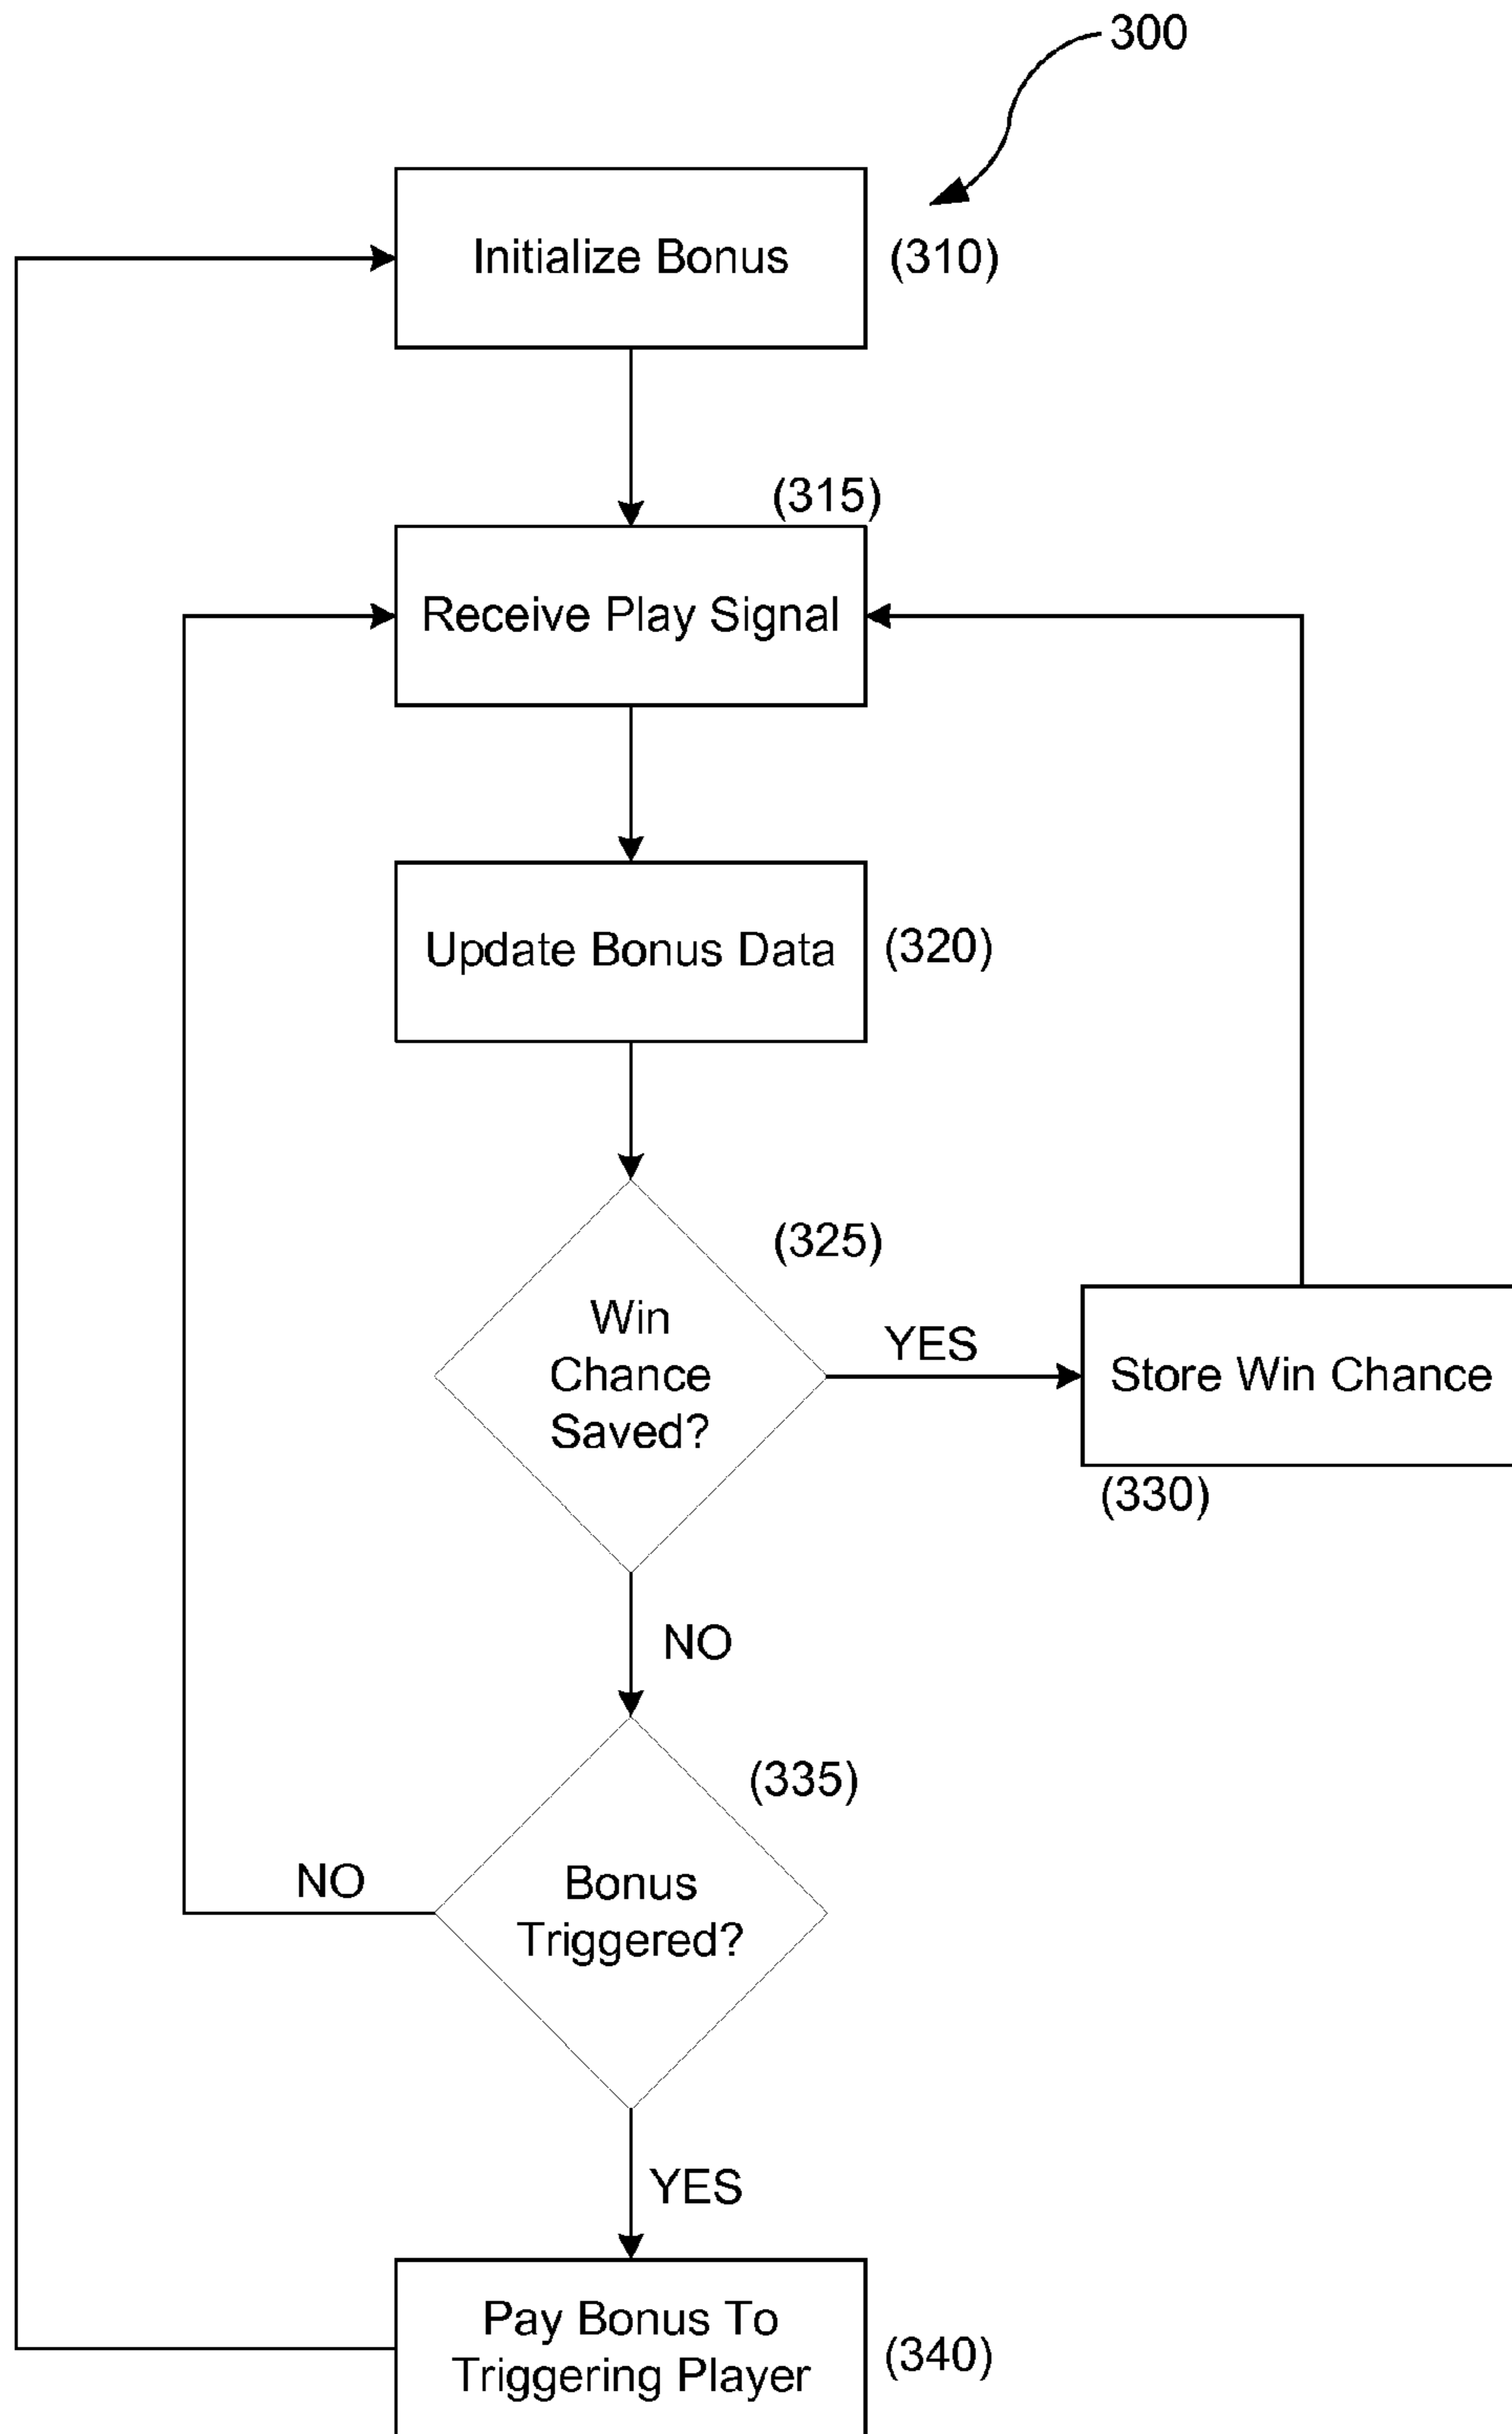 300
Initialize Bonus
(310)
(315)
Receive Play Signal
Update Bonus Data
(320)
(325)
Win
Chance
Saved?
YES
Store Win Chance
(330)
NO
(335)
Bonus
Triggered?
NO
YES
Pay Bonus To
Triggering Player
(340)